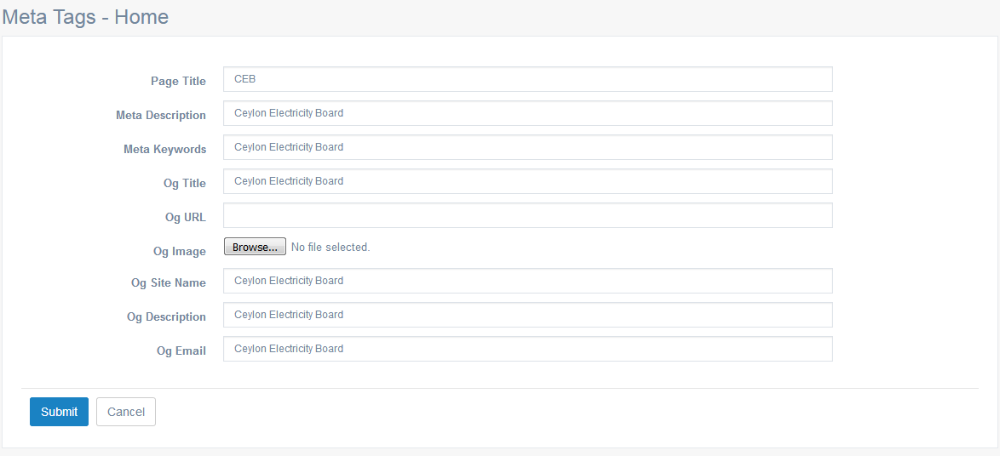 Meta Tags - Home
Page Title CEB
Meta Description Ceylon Electricity Board
Meta Keywords Ceylon Electricity Board
Og Title Ceylon Electricity Board
Og URL
Og Image Browse... No file selected.
Og Site Name Ceylon Electricity Board
Og Description Ceylon Electricity Board
Og Email Ceylon Electricity Board
Submit Cancel